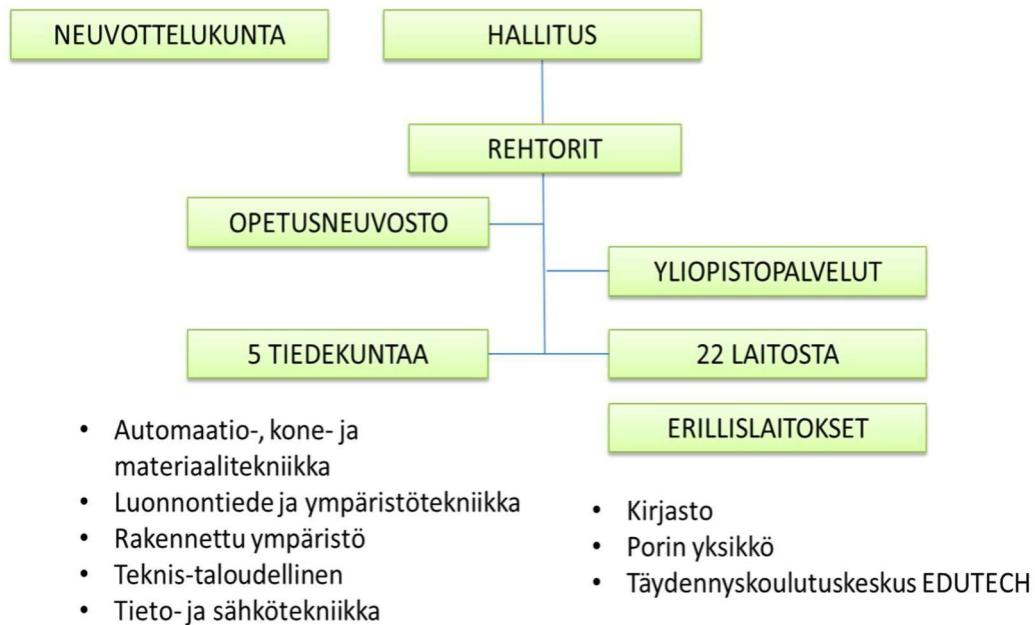 NEUVOTTELUKUNTA
HALLITUS
REHTORIT
OPETUSNEUVOSTO
YLIOPISTOPALVELUT
5 TIEDEKUNTAA
22 LAITOSTA
ERILLISLAITOKSET
• Automaatio-, kone- ja
materiaalitekniikka
• Luonnontiede ja ympäristötekniikka
• Rakennettu ympäristö
• Teknis-taloudellinen
• Tieto- ja sähkötekniikka
• Kirjasto
• Porin yksikkö
• Täydennyskoulutuskeskus EDUTECH